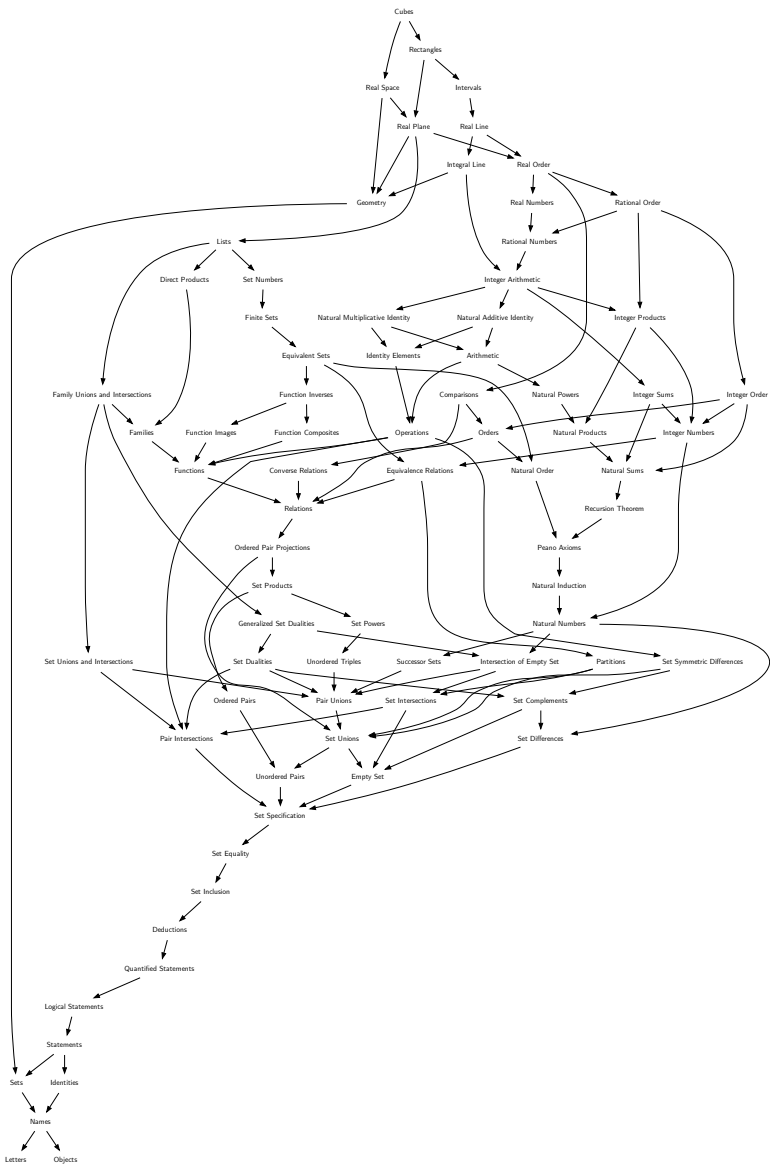 Cubes
Rectangles
Real Space
Intervals
Real Plane
Real Line
Integral Line
Real Order
Geometry
Real Numbers
Rational Order
Lists
Rational Numbers
Direct Products
Set Numbers
Integer Arithmetic
Finite Sets
Natural Multiplicative Identity
Natural Additive Identity
Integer Products
Equivalent Sets
Identity Elements
Arithmetic
Family Unions and Intersections
Function Inverses
Comparisons
Natural Powers
Integer Sums
Integer Order
Families
Function Images
Function Composites
Operations
Orders
Natural Products
Integer Numbers
Functions
Converse Relations
Equivalence Relations
Natural Order
Natural Sums
Relations
Recursion Theorem
Ordered Pair Projections
Peano Axioms
Set Products
Natural Induction
Generalized Set Dualities
Set Powers
Natural Numbers
Set Unions and Intersections
Set Dualities
Unordered Triples
Successor Sets
Intersection of Empty Set
Partitions
Set Symmetric Differences
Ordered Pairs
Pair Unions
Set Intersections
Set Complements
Pair Intersections
Set Unions
Set Differences
Unordered Pairs
Empty Set
Set Specification
Set Equality
Set Inclusion
Deductions
Quantified Statements
Logical Statements
Statements
Sets
Identities
Names
Letters
Objects